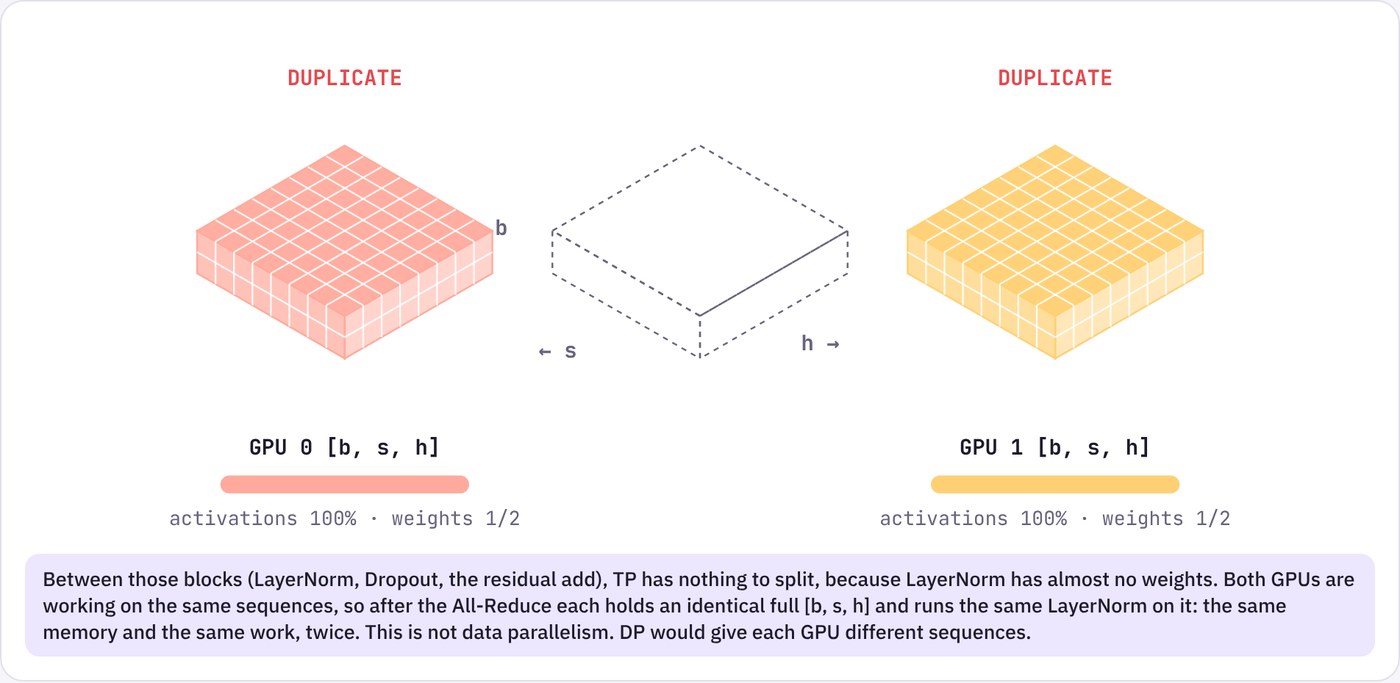 DUPLICATE
DUPLICATE
b
← s
h →
GPU 0 [b, s, h]
GPU 1 [b, s, h]
activations 100% · weights 1/2
activations 100% · weights 1/2
Between those blocks (LayerNorm, Dropout, the residual add), TP has nothing to split, because LayerNorm has almost no weights. Both GPUs are
working on the same sequences, so after the All-Reduce each holds an identical full [b, s, h] and runs the same LayerNorm on it: the same
memory and the same work, twice. This is not data parallelism. DP would give each GPU different sequences.